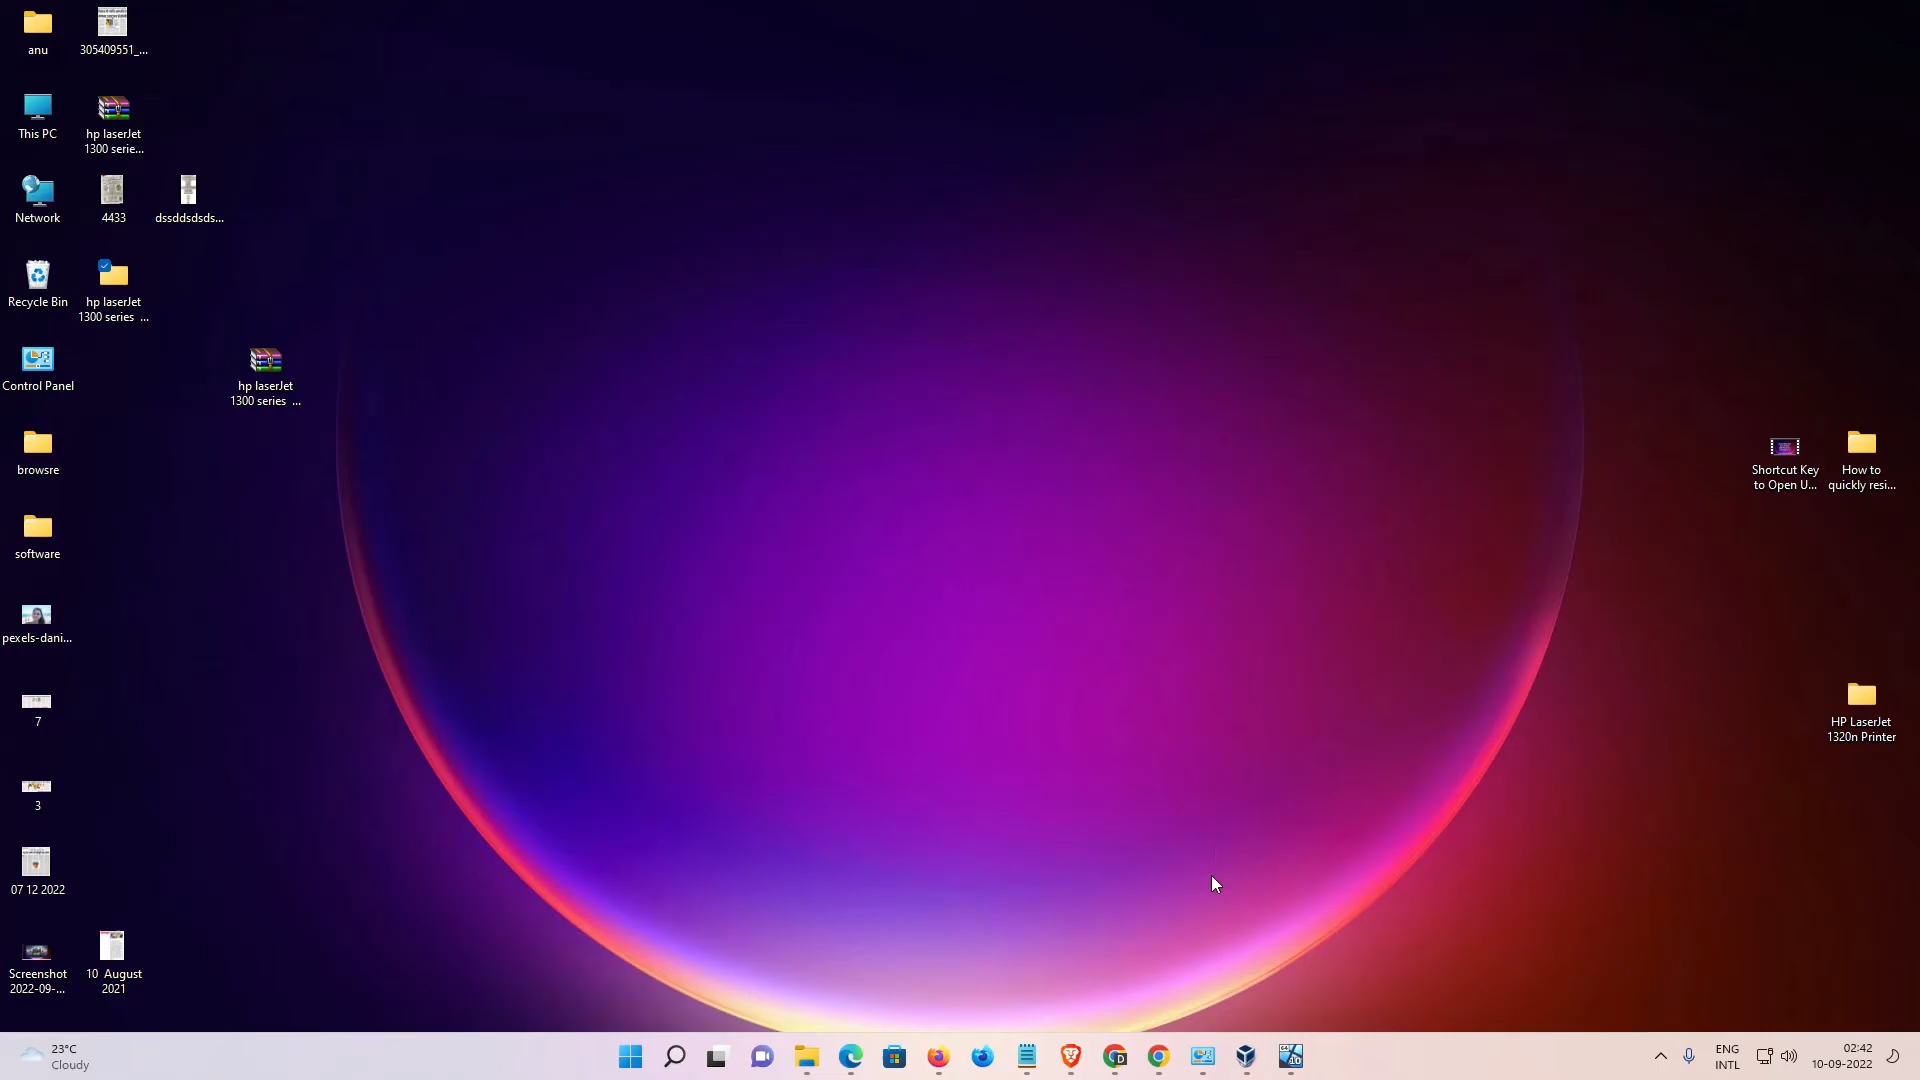 anu
305409551_...
This PC
hp laserJet
1300 serie...
Network
4433
dssddsdsds...
Recycle Bin
hp laserJet
1300 series ...
Control Panel
hp laserJet
1300 series ...
browsre
Shortcut Key
to Open U...
How to
quickly resi...
software
pexels-dani...
7
HP LaserJet
1320n Printer
3
07 12 2022
Screenshot
2022-09-...
10 August
2021
23°C
Cloudy
ENG
INTL
02:42
10-09-2022